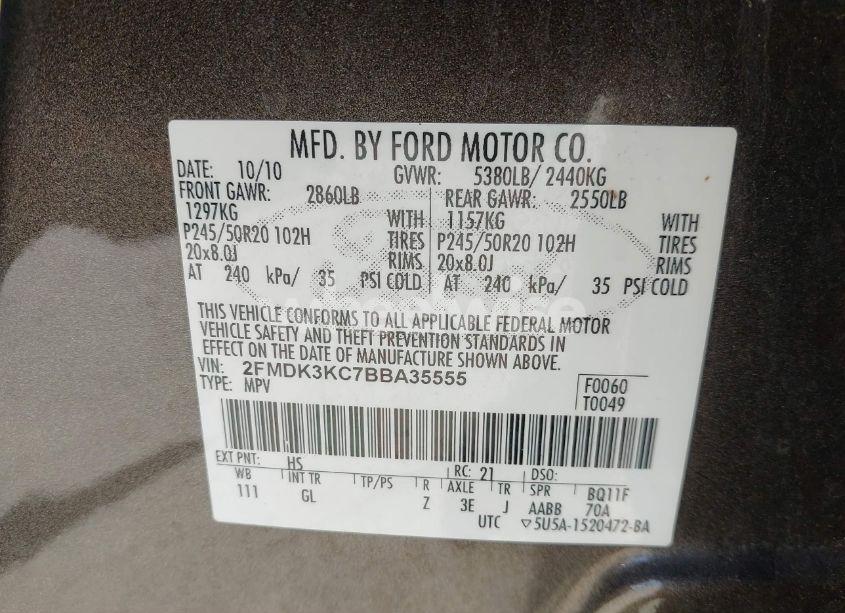 MFD. BY FORD MOTOR CO.
DATE: 10/10 GVWR: 5380LB/ 2440KG
FRONT GAWR: 2860LB REAR GAWR: 2550LB
1297KG WITH 1157KG WITH
P245/50R20 102H TIRES P245/50R20 102H TIRES
20x8.0J RIMS 20x8.0J RIMS
AT 240 kPa/ 35 PSI COLD AT 240 kPa/ 35 PSI COLD
THIS VEHICLE CONFORMS TO ALL APPLICABLE FEDERAL MOTOR
VEHICLE SAFETY AND THEFT PREVENTION STANDARDS IN
EFFECT ON THE DATE OF MANUFACTURE SHOWN ABOVE.
VIN: 2FMDK3KC7BBA35555
TYPE: MPV
F0060
T0049
EXT PNT: HS RC: 21 DSO:
WB INT TR TP/PS R AXLE TR SPR BQ11F
111 GL Z 3E J AABB 70A
UTC ▽5U5A-1520472-BA